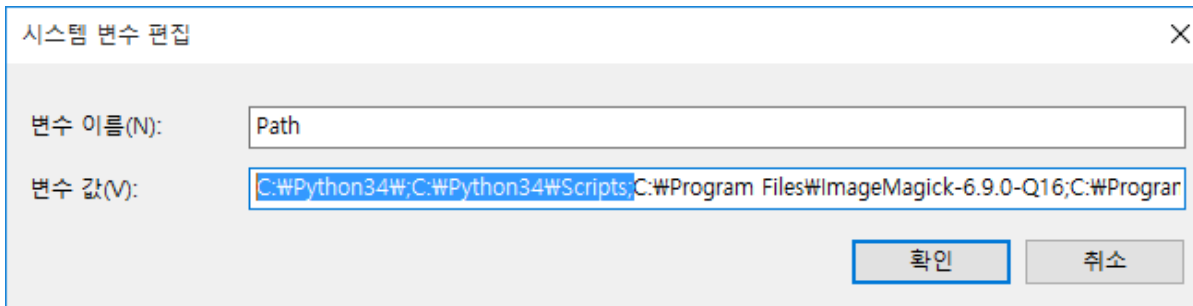 시스템 변수 편집
변수 이름(N): Path
변수 값(V): C:₩Python34₩;C:₩Python34₩Scripts;C:₩Program Files₩ImageMagick-6.9.0-Q16;C:₩Program
확인 취소